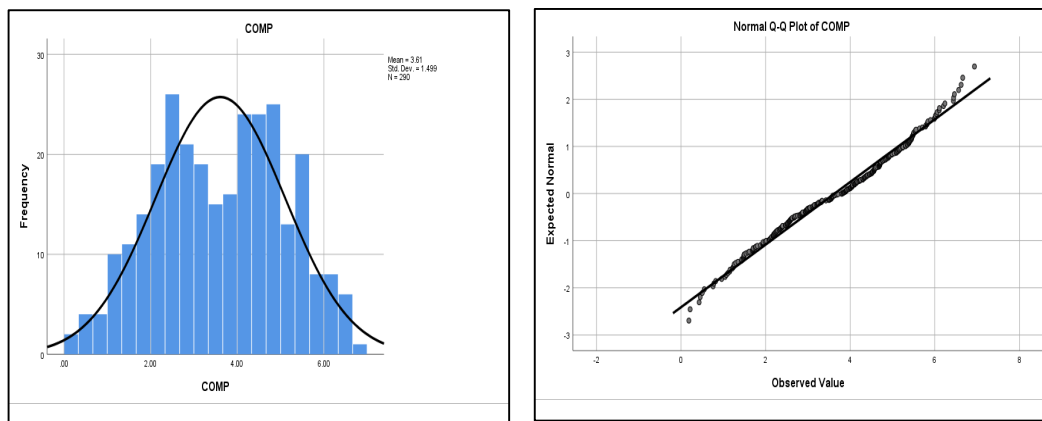 COMP
Mean = 3.61
Std. Dev. = 1.499
N = 290
Frequency
30
20
10
0
.00 2.00 4.00 6.00
COMP
Normal Q-Q Plot of COMP
Expected Normal
3
2
1
0
-1
-2
-3
-2 0 2 4 6 8
Observed Value